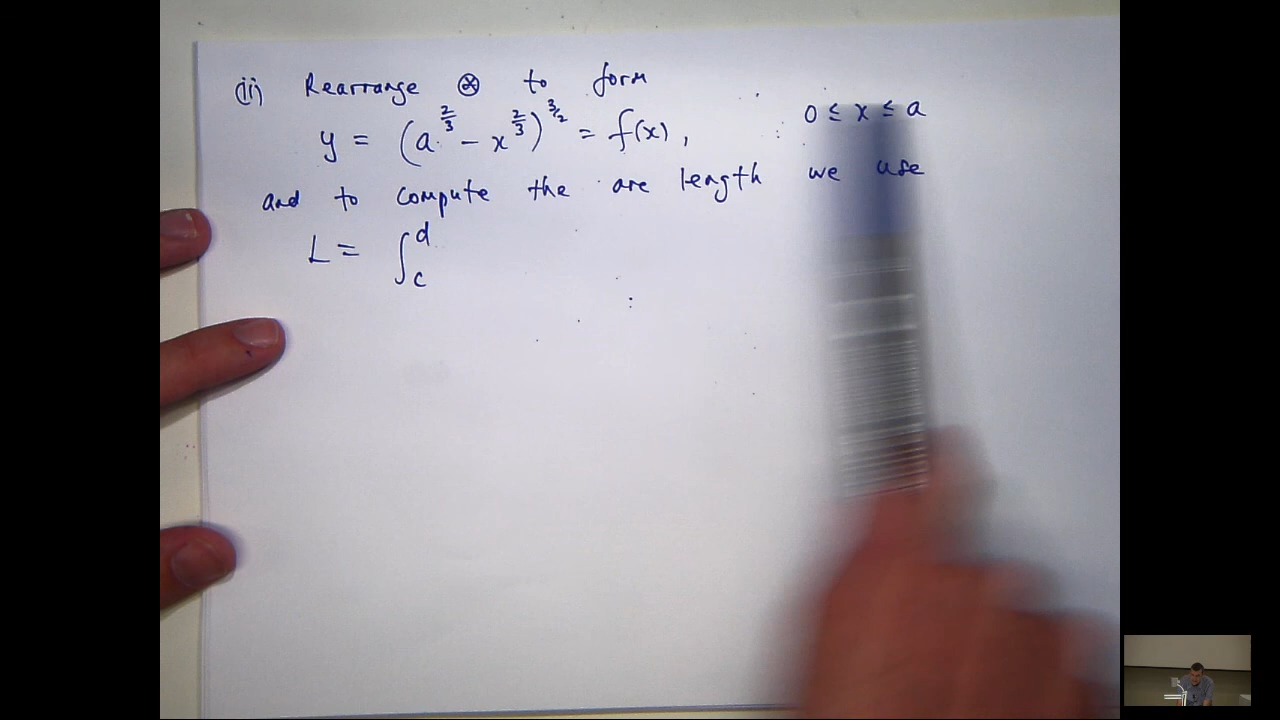 (ii) Rearrange ⊛ to form
y = (a^{2/3} - x^{2/3})^{3/2} = f(x), 0 ≤ x ≤ a
and to compute the arc length we use
L = ∫_c^d